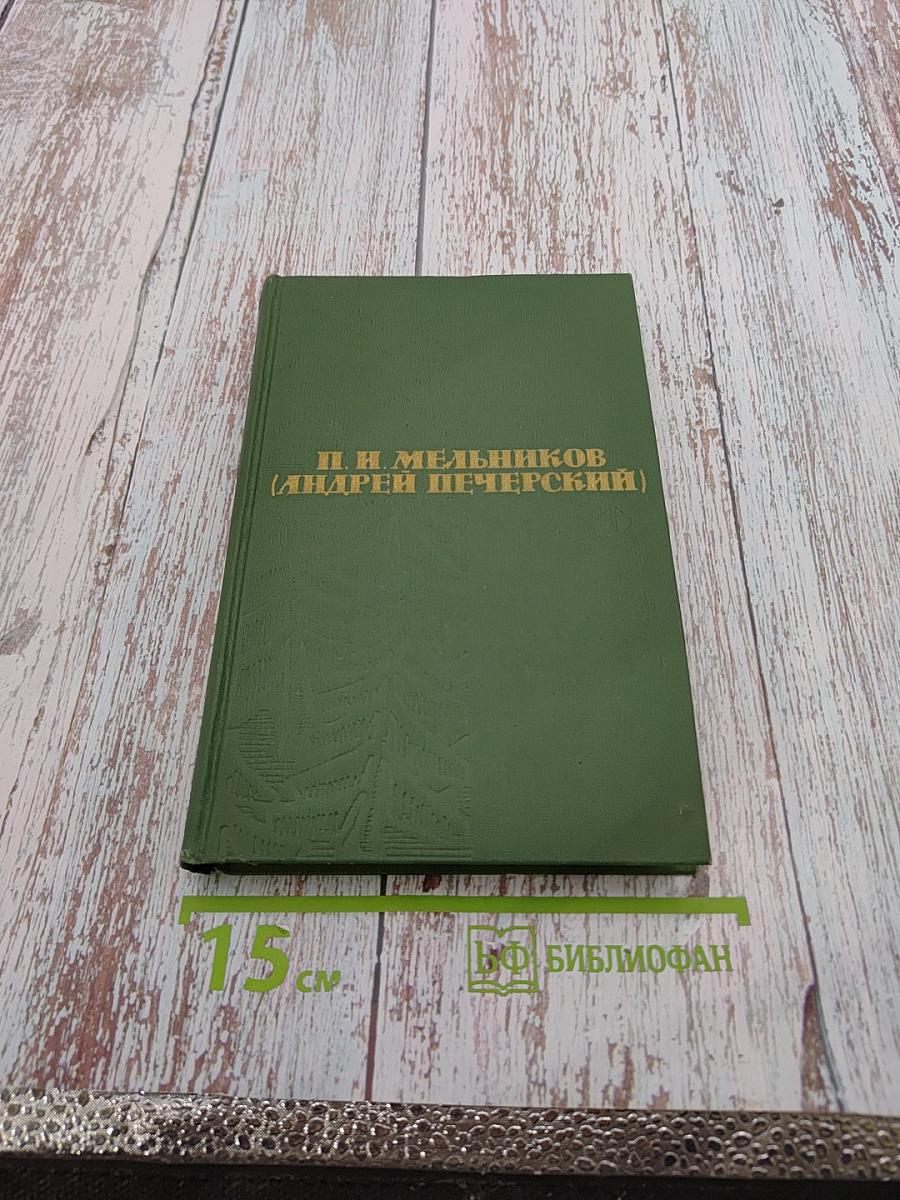 П. И. МЕЛЬНИКОВ
(АНДРЕЙ ПЕЧЕРСКИЙ)
15 см
БФ БИБЛИОФАН